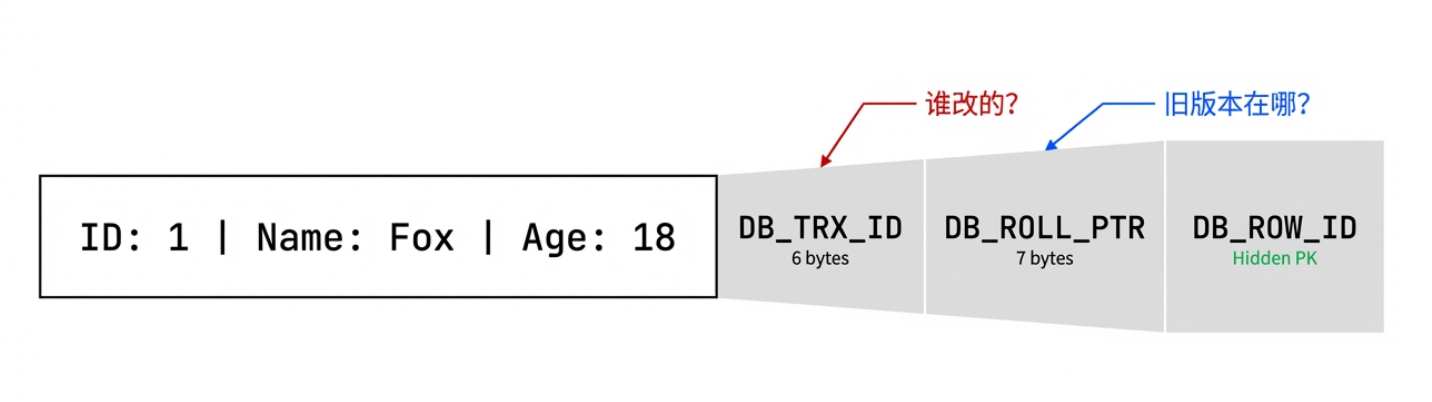 谁改的？
旧版本在哪？
ID: 1 | Name: Fox | Age: 18
DB_TRX_ID
6 bytes
DB_ROLL_PTR
7 bytes
DB_ROW_ID
Hidden PK